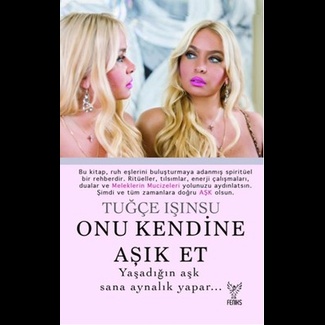 Bu kitap, ruh eşlerini buluşturmaya adanmış spiritüel
bir rehberdir. Ritüeller, tılsımlar, enerji çalışmaları,
dualar ve Meleklerin Mucizeleri yolunuzu aydınlatsın.
Şimdi ve tüm zamanlara doğru AŞK olsun.
TUĞÇE IŞINSU
ONU KENDİNE
AŞIK ET
Yaşadığın aşk
sana aynalık yapar...
FENİKS